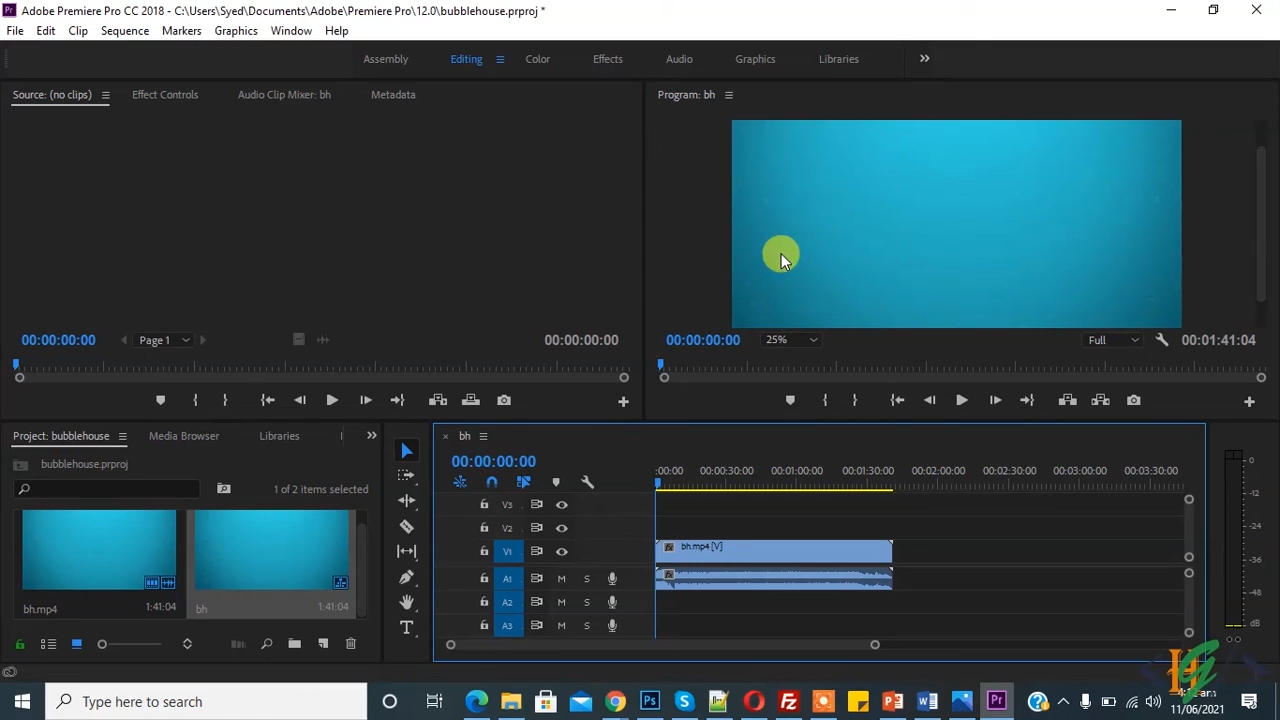 Adobe Premiere Pro CC 2018 - C:\Users\Syed\Documents\Adobe\Premiere Pro\12.0\bubblehouse.prproj *
File Edit Clip Sequence Markers Graphics Window Help
Assembly Editing Color Effects Audio Graphics Libraries
Source: (no clips) Effect Controls Audio Clip Mixer: bh Metadata
Program: bh
00:00:00:00 Page 1 00:00:00:00
00:00:00:00 25% Full 00:01:41:04
Project: bubblehouse Media Browser Libraries
bubblehouse.prproj
1 of 2 items selected
bh.mp4 1:41:04
bh 1:41:04
bh
00:00:00:00
:00:00 00:00:30:00 00:01:00:00 00:01:30:00 00:02:00:00 00:02:30:00 00:03:00:00 00:03:30:00
V3
V2
V1 fx bh.mp4 [V]
A1 M S fx
A2 M S
A3 M S
0
-12
-24
-36
-48
dB
Type here to search
11/06/2021